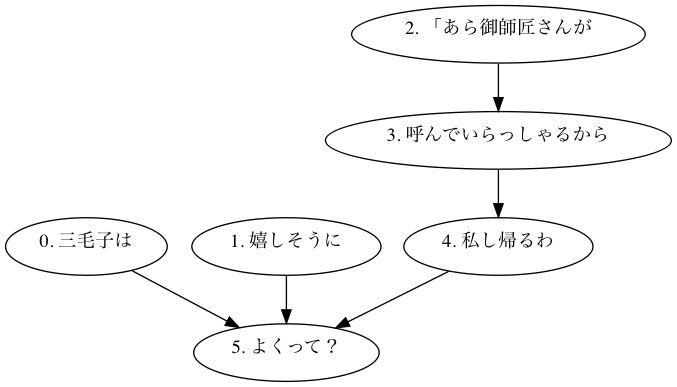 2. 「あら御師匠さんが
3. 呼んでいらっしゃるから
0. 三毛子は
1. 嬉しそうに
4. 私し帰るわ
5. よくって？